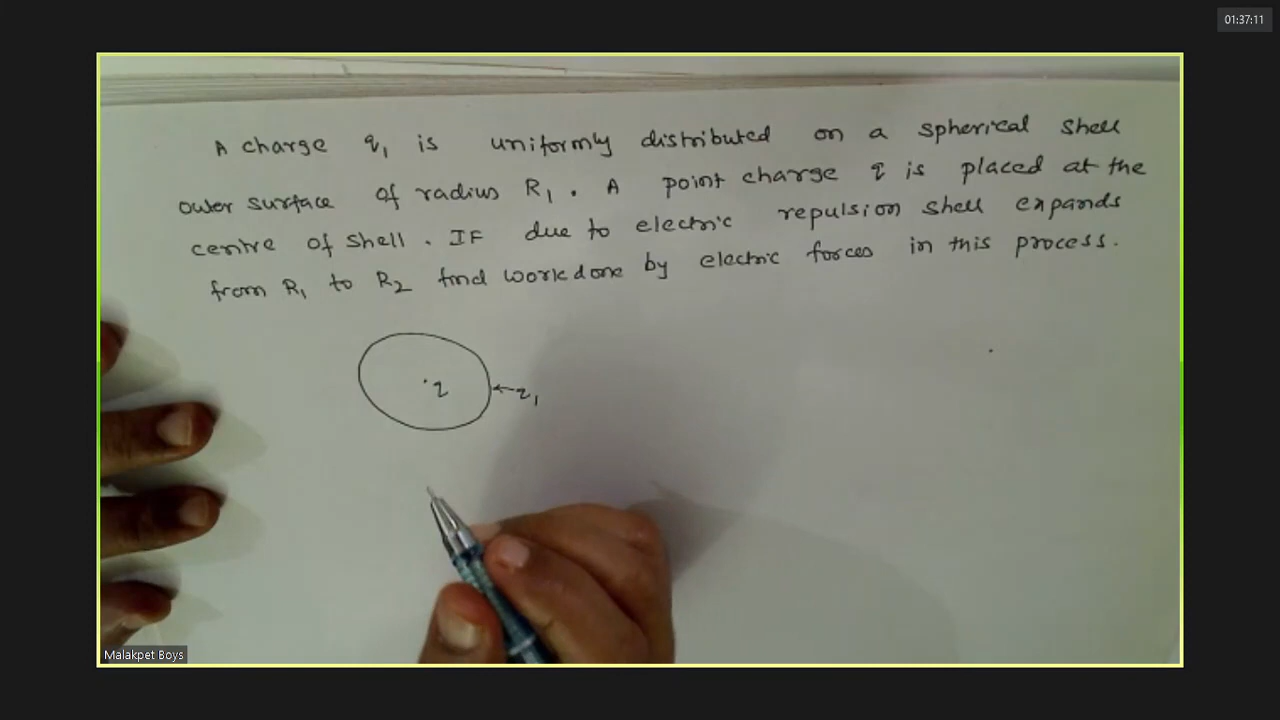 01:37:11
A charge q₁ is uniformly distributed on a spherical shell
outer surface of radius R₁. A point charge q is placed at the
centre of shell. IF due to electric repulsion shell expands
from R₁ to R₂ find workdone by electric forces in this process.
q
q₁
Malakpet Boys